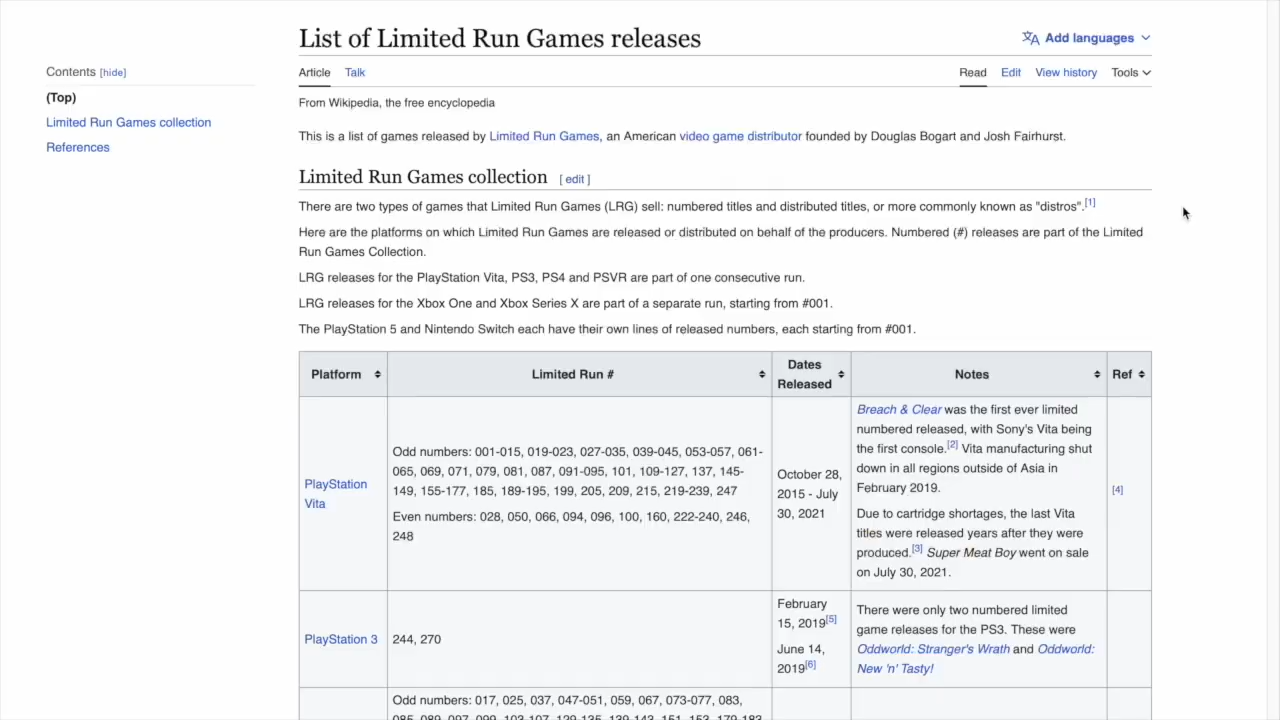 List of Limited Run Games releases
Add languages
Contents [hide]
(Top)
Limited Run Games collection
References
Article Talk Read Edit View history Tools
From Wikipedia, the free encyclopedia
This is a list of games released by Limited Run Games, an American video game distributor founded by Douglas Bogart and Josh Fairhurst.
Limited Run Games collection [ edit ]
There are two types of games that Limited Run Games (LRG) sell: numbered titles and distributed titles, or more commonly known as "distros".[1]
Here are the platforms on which Limited Run Games are released or distributed on behalf of the producers. Numbered (#) releases are part of the Limited
Run Games Collection.
LRG releases for the PlayStation Vita, PS3, PS4 and PSVR are part of one consecutive run.
LRG releases for the Xbox One and Xbox Series X are part of a separate run, starting from #001.
The PlayStation 5 and Nintendo Switch each have their own lines of released numbers, each starting from #001.
Platform Limited Run # Dates Released Notes Ref
PlayStation
Vita
Odd numbers: 001-015, 019-023, 027-035, 039-045, 053-057, 061-
065, 069, 071, 079, 081, 087, 091-095, 101, 109-127, 137, 145-
149, 155-177, 185, 189-195, 199, 205, 209, 215, 219-239, 247
Even numbers: 028, 050, 066, 094, 096, 100, 160, 222-240, 246,
248
October 28,
2015 - July
30, 2021
Breach & Clear was the first ever limited
numbered released, with Sony's Vita being
the first console.[2] Vita manufacturing shut
down in all regions outside of Asia in
February 2019.
Due to cartridge shortages, the last Vita
titles were released years after they were
produced.[3] Super Meat Boy went on sale
on July 30, 2021.
[4]
PlayStation 3
244, 270
February
15, 2019[5]
June 14,
2019[6]
There were only two numbered limited
game releases for the PS3. These were
Oddworld: Stranger's Wrath and Oddworld:
New 'n' Tasty!
Odd numbers: 017, 025, 037, 047-051, 059, 067, 073-077, 083,
085, 089, 097, 099, 103-107, 129-135, 139-143, 151, 153, 179-183